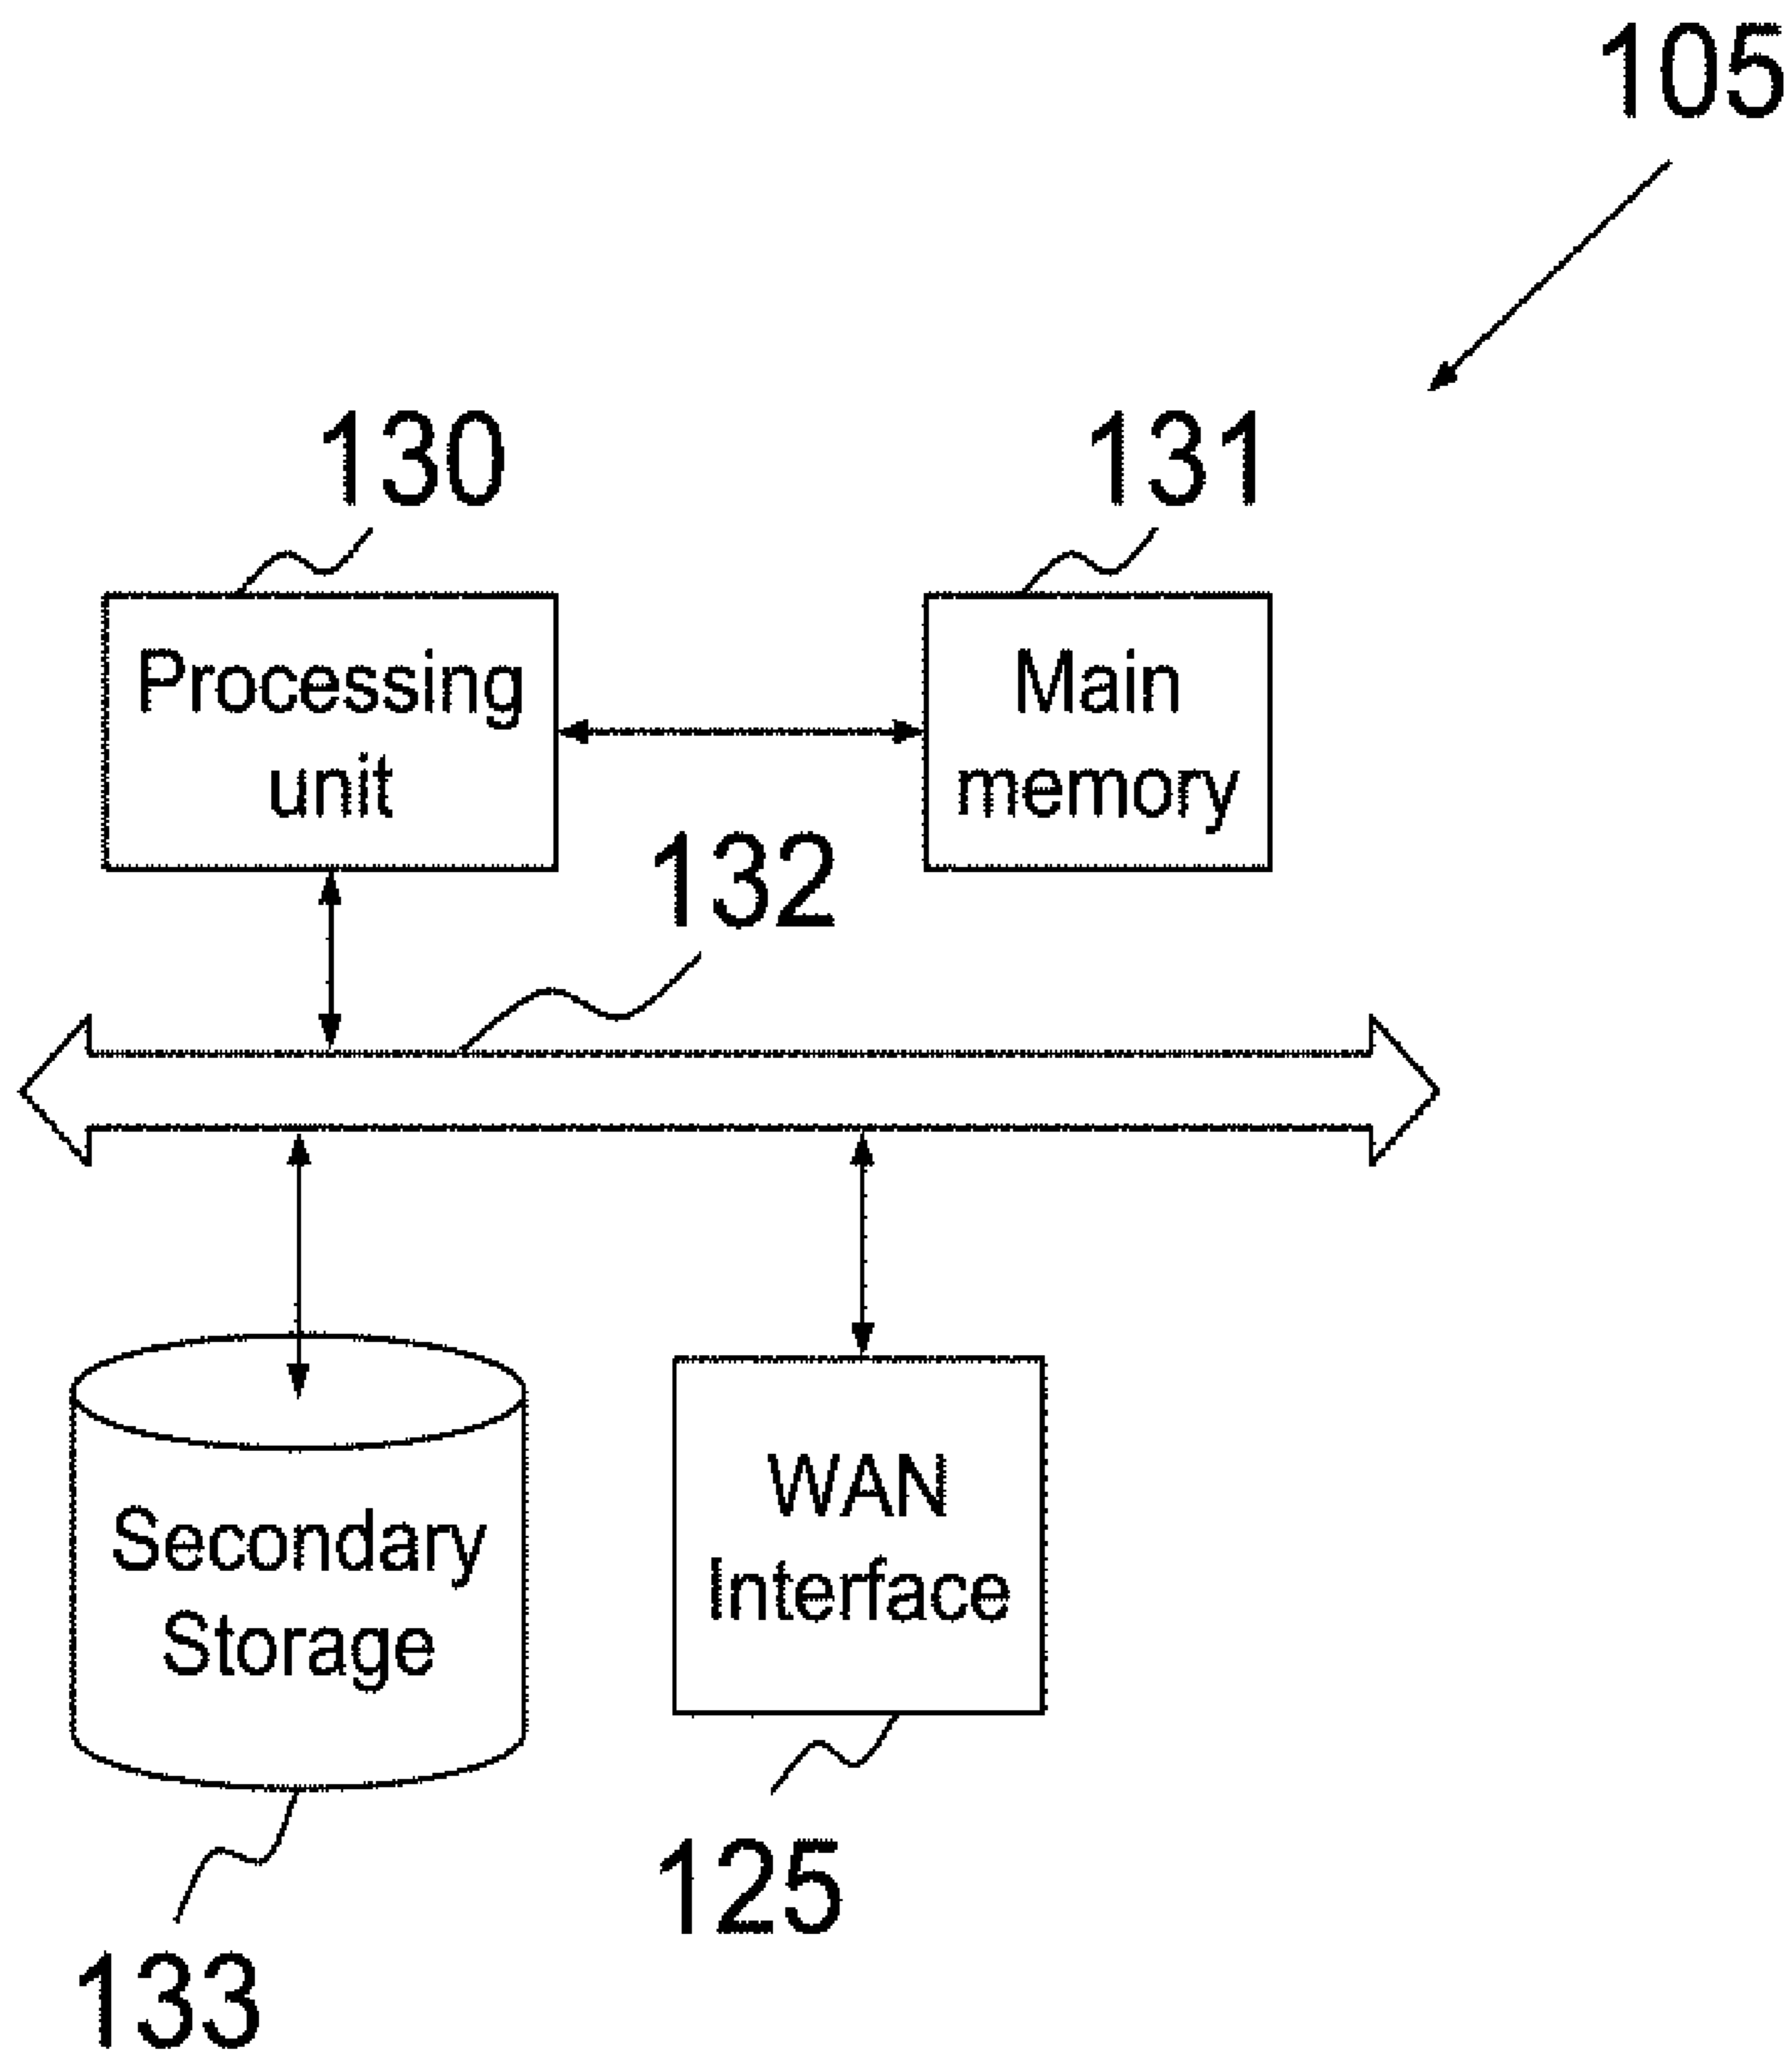 105
130
131
Processing
unit
Main
memory
132
Secondary
Storage
WAN
Interface
125
133